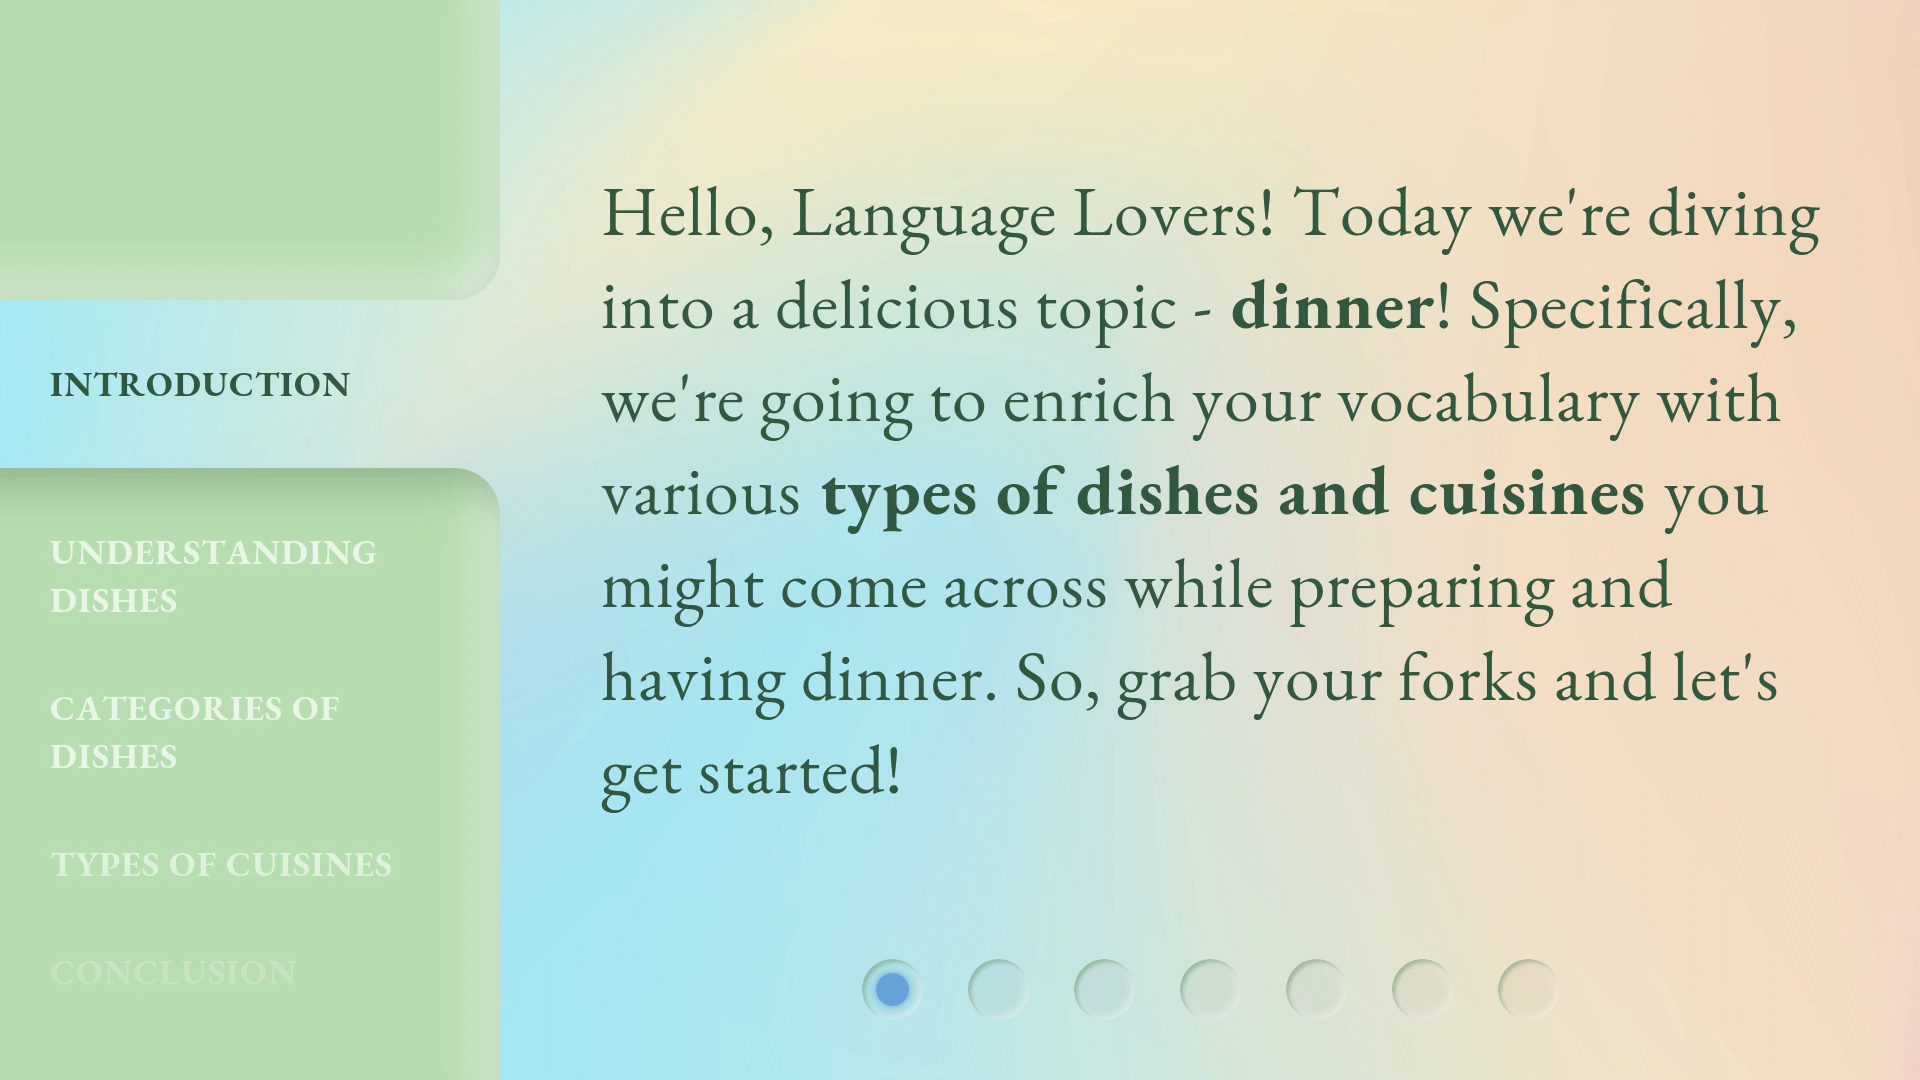 INTRODUCTION
UNDERSTANDING
DISHES
CATEGORIES OF
DISHES
TYPES OF CUISINES
CONCLUSION
Hello, Language Lovers! Today we're diving
into a delicious topic - dinner! Specifically,
we're going to enrich your vocabulary with
various types of dishes and cuisines you
might come across while preparing and
having dinner. So, grab your forks and let's
get started!